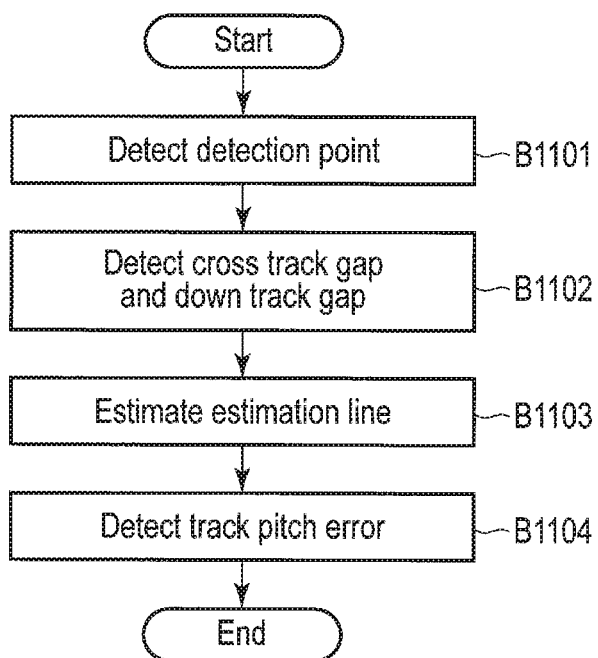 Start
Detect detection point
B1101
Detect cross track gap
and down track gap
B1102
Estimate estimation line
B1103
Detect track pitch error
B1104
End